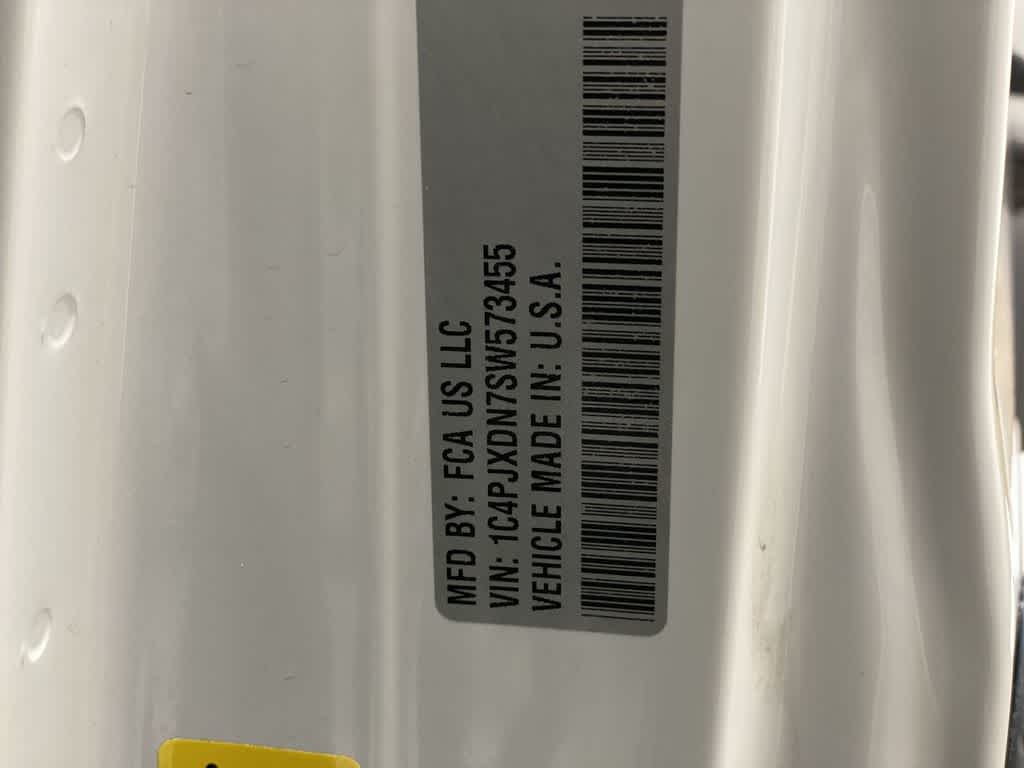 MFD BY: FCA US LLC
VIN: 1C4PJXDN7SW573455
VEHICLE MADE IN: U.S.A.